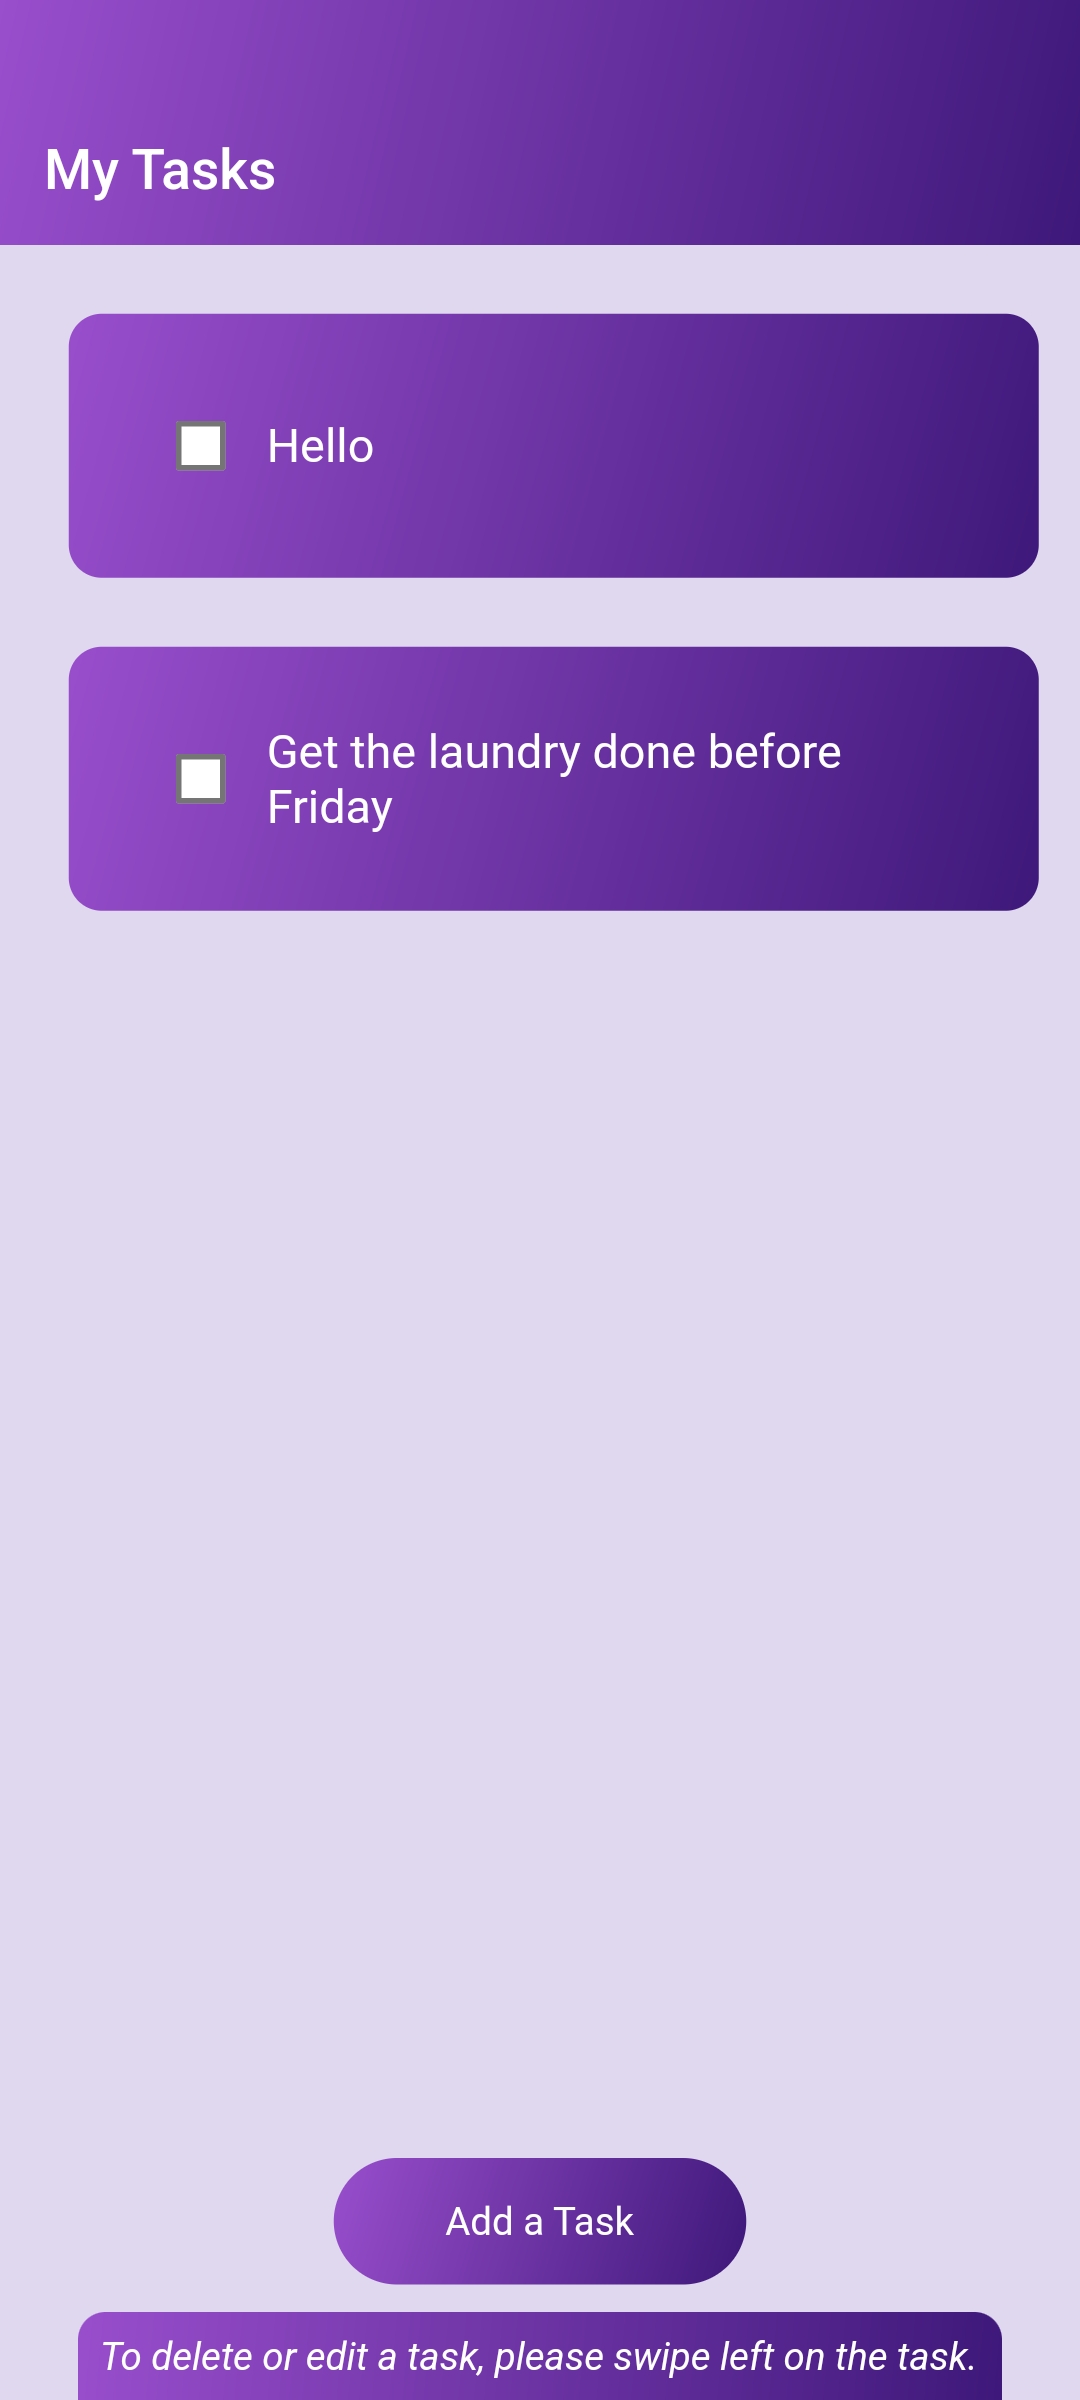 My Tasks
Hello
Get the laundry done before
Friday
Add a Task
To delete or edit a task, please swipe left on the task.